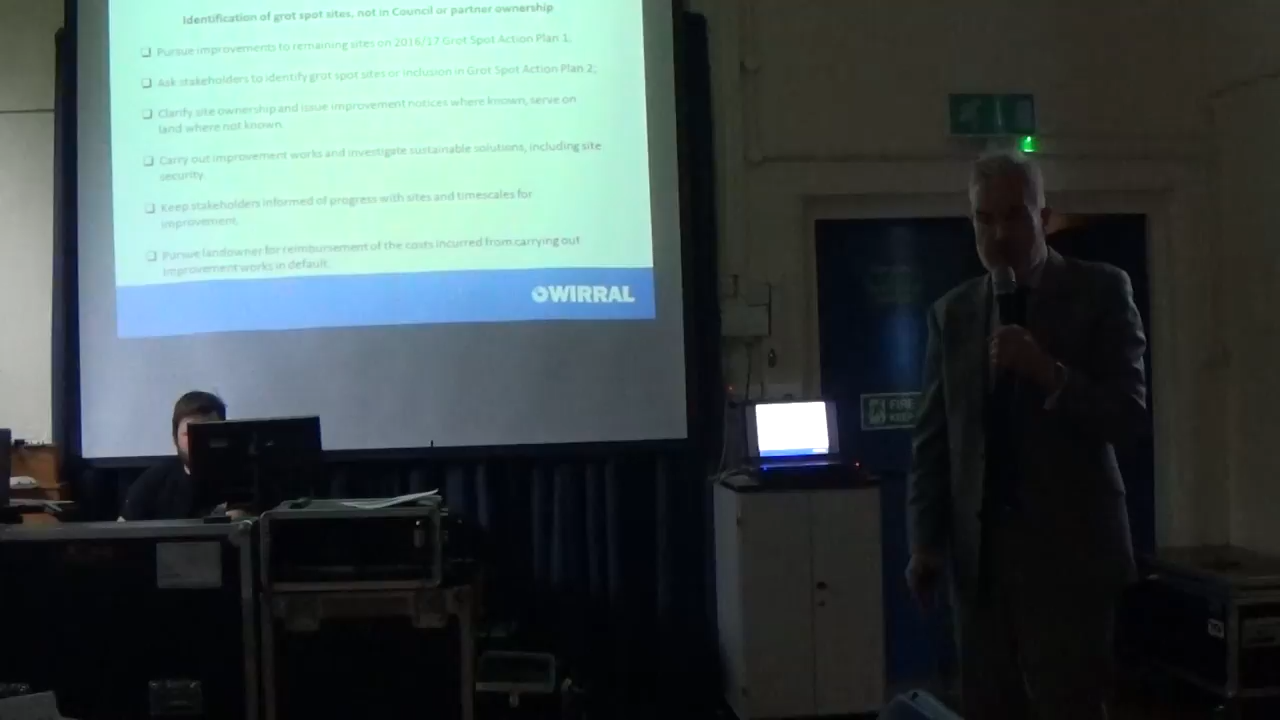 Identification of grot spot sites, not in Council or partner ownership
❑ Pursue improvements to remaining sites on 2016/17 Grot Spot Action Plan 1;
❑ Ask stakeholders to identify grot spot sites or inclusion in Grot Spot Action Plan 2;
❑ Clarify site ownership and issue improvement notices where known, serve on
land where not known.
❑ Carry out improvement works and investigate sustainable solutions, including site
security.
❑ Keep stakeholders informed of progress with sites and timescales for
improvement.
❑ Pursue landowner for reimbursement of the costs incurred from carrying out
improvement works in default.
WIRRAL
FIRE
KEEP